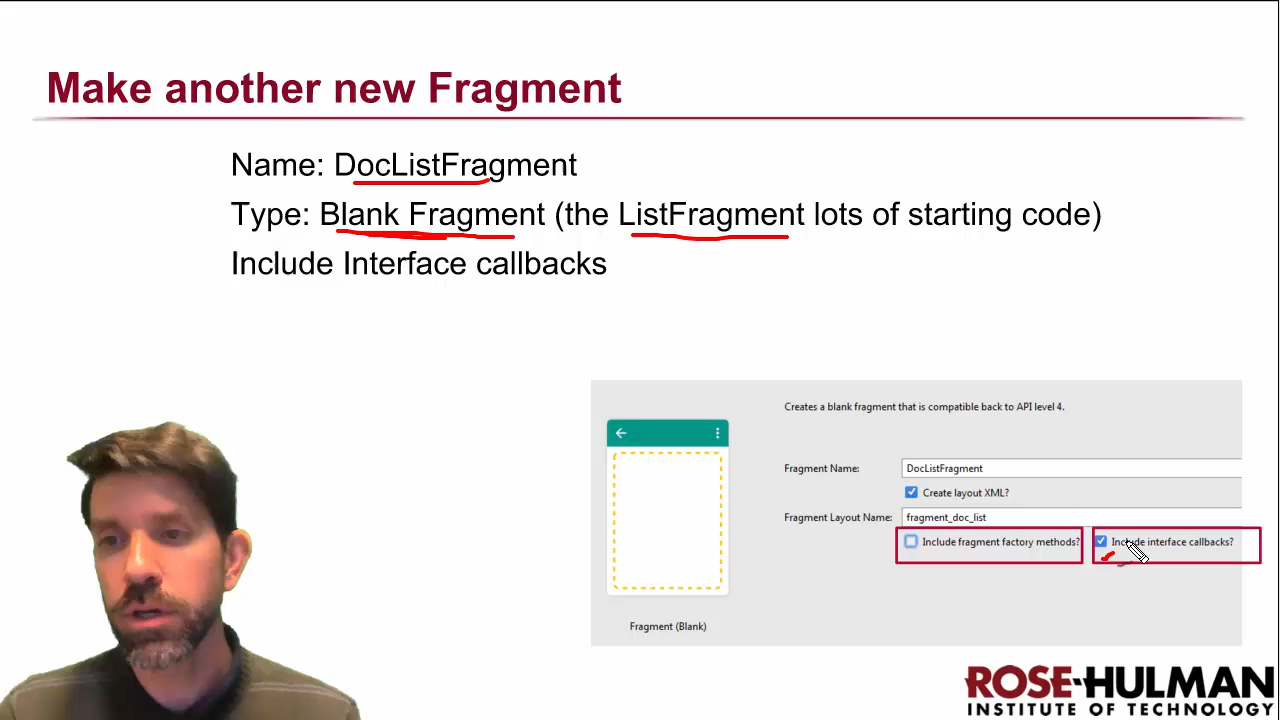 Make another new Fragment
Name: DocListFragment
Type: Blank Fragment (the ListFragment lots of starting code)
Include Interface callbacks
Creates a blank fragment that is compatible back to API level 4.
Fragment Name: DocListFragment
Create layout XML?
Fragment Layout Name: fragment_doc_list
Include fragment factory methods? Include interface callbacks?
Fragment (Blank)
ROSE-HULMAN
INSTITUTE OF TECHNOLOGY